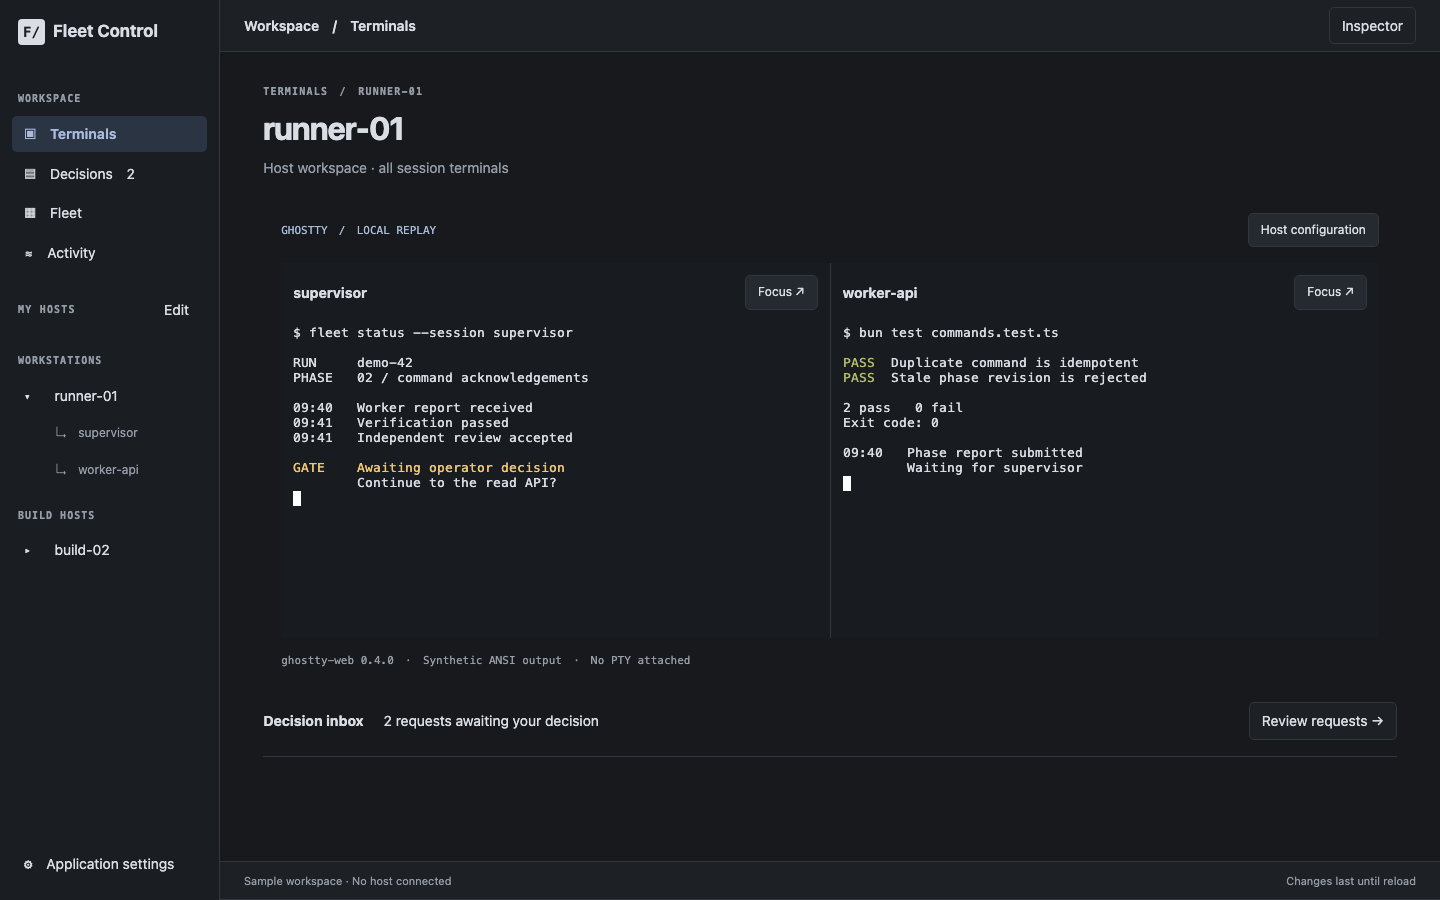 F/ Fleet Control
WORKSPACE
Terminals
Decisions 2
Fleet
Activity
MY HOSTS Edit
WORKSTATIONS
runner-01
supervisor
worker-api
BUILD HOSTS
build-02
Application settings
Workspace / Terminals
Inspector
TERMINALS / RUNNER-01
runner-01
Host workspace · all session terminals
GHOSTTY / LOCAL REPLAY
Host configuration
supervisor
Focus ↗
$ fleet status --session supervisor
RUN demo-42
PHASE 02 / command acknowledgements
09:40 Worker report received
09:41 Verification passed
09:41 Independent review accepted
GATE Awaiting operator decision
Continue to the read API?
worker-api
Focus ↗
$ bun test commands.test.ts
PASS Duplicate command is idempotent
PASS Stale phase revision is rejected
2 pass 0 fail
Exit code: 0
09:40 Phase report submitted
Waiting for supervisor
ghostty-web 0.4.0 · Synthetic ANSI output · No PTY attached
Decision inbox 2 requests awaiting your decision
Review requests →
Sample workspace · No host connected
Changes last until reload